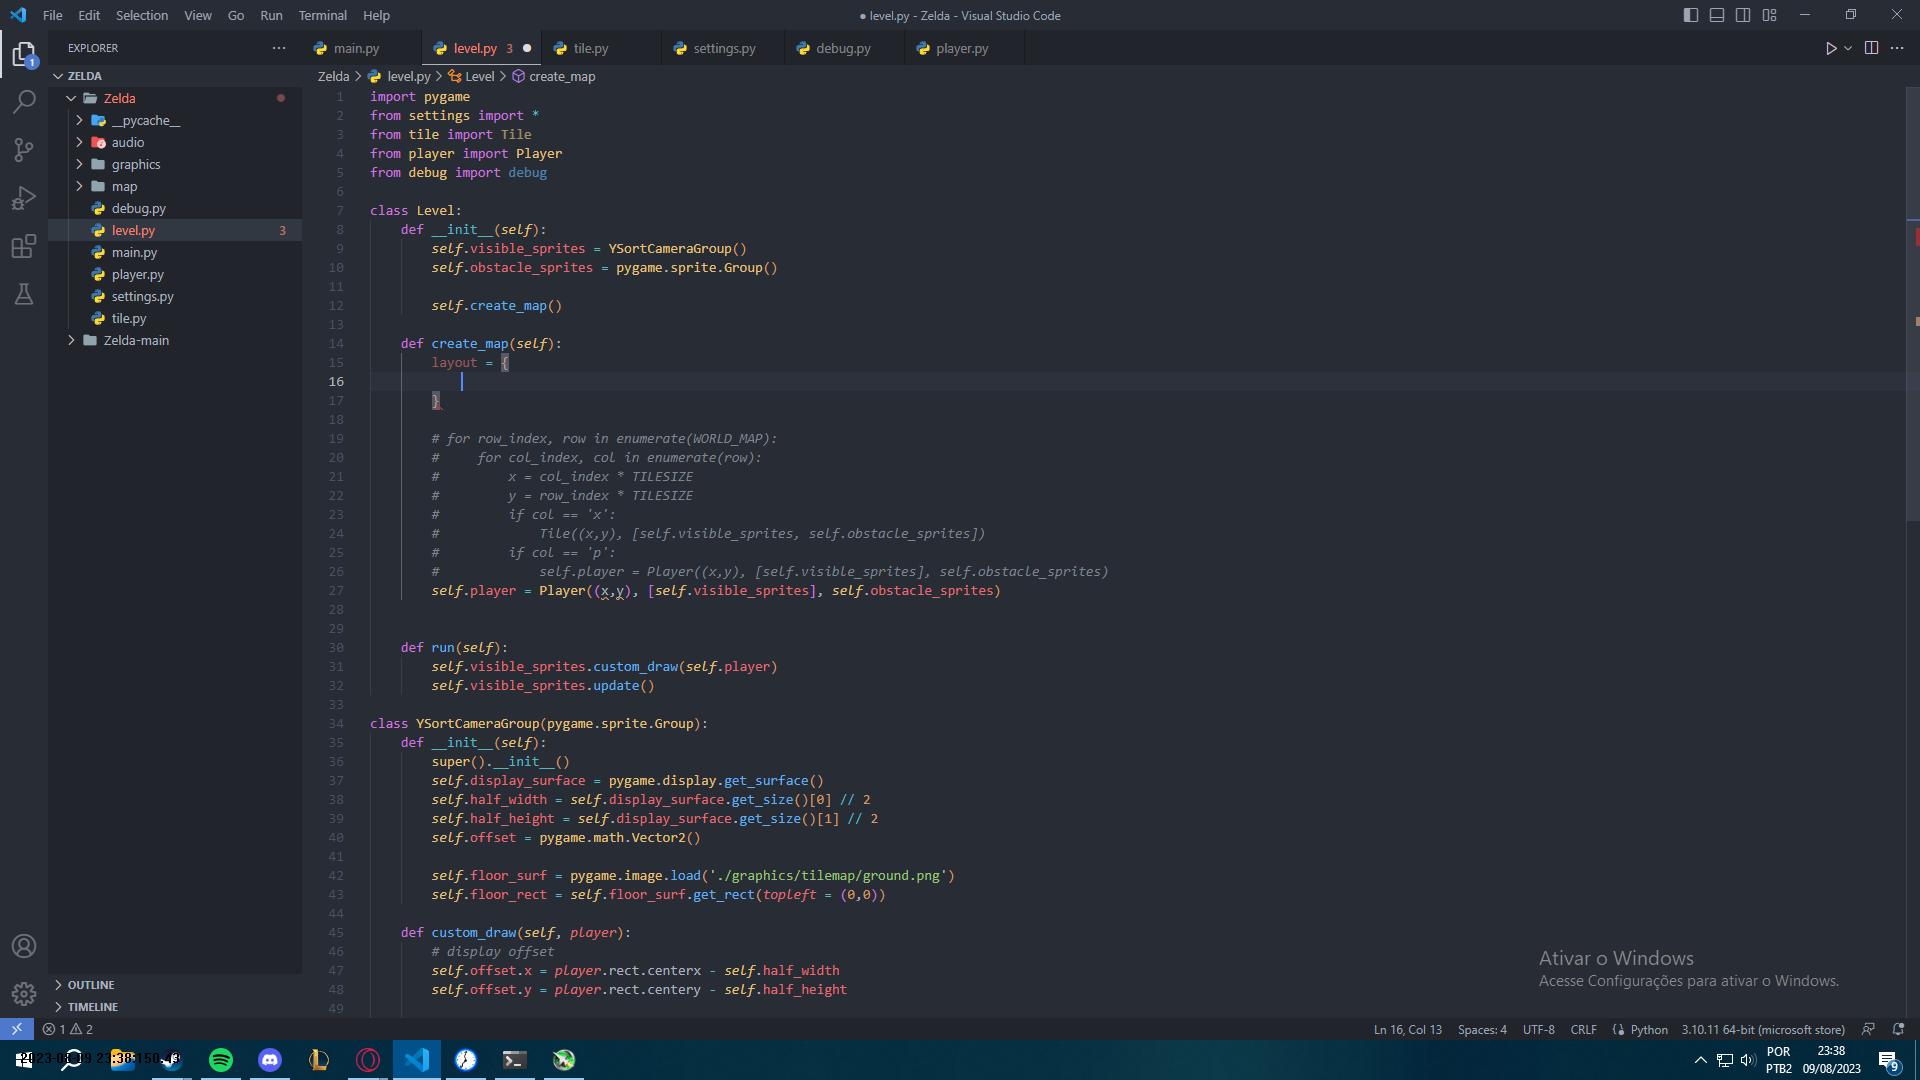 File Edit Selection View Go Run Terminal Help
● level.py - Zelda - Visual Studio Code
EXPLORER
main.py
level.py 3
tile.py
settings.py
debug.py
player.py
ZELDA
Zelda
__pycache__
audio
graphics
map
debug.py
level.py 3
main.py
player.py
settings.py
tile.py
Zelda-main
OUTLINE
TIMELINE
Zelda > level.py > Level > create_map
1 import pygame
2 from settings import *
3 from tile import Tile
4 from player import Player
5 from debug import debug
6
7 class Level:
8     def __init__(self):
9         self.visible_sprites = YSortCameraGroup()
10         self.obstacle_sprites = pygame.sprite.Group()
11
12         self.create_map()
13
14     def create_map(self):
15         layout = {
16
17         }
18
19         # for row_index, row in enumerate(WORLD_MAP):
20         #     for col_index, col in enumerate(row):
21         #         x = col_index * TILESIZE
22         #         y = row_index * TILESIZE
23         #         if col == 'x':
24         #             Tile((x,y), [self.visible_sprites, self.obstacle_sprites])
25         #         if col == 'p':
26         #             self.player = Player((x,y), [self.visible_sprites], self.obstacle_sprites)
27         self.player = Player((x,y), [self.visible_sprites], self.obstacle_sprites)
28
29
30     def run(self):
31         self.visible_sprites.custom_draw(self.player)
32         self.visible_sprites.update()
33
34 class YSortCameraGroup(pygame.sprite.Group):
35     def __init__(self):
36         super().__init__()
37         self.display_surface = pygame.display.get_surface()
38         self.half_width = self.display_surface.get_size()[0] // 2
39         self.half_height = self.display_surface.get_size()[1] // 2
40         self.offset = pygame.math.Vector2()
41
42         self.floor_surf = pygame.image.load('./graphics/tilemap/ground.png')
43         self.floor_rect = self.floor_surf.get_rect(topleft = (0,0))
44
45     def custom_draw(self, player):
46         # display offset
47         self.offset.x = player.rect.centerx - self.half_width
48         self.offset.y = player.rect.centery - self.half_height
49
Ativar o Windows
Acesse Configurações para ativar o Windows.
1 2
Ln 16, Col 13 Spaces: 4 UTF-8 CRLF Python 3.10.11 64-bit (microsoft store)
POR
PTB2
23:38
09/08/2023
9
1